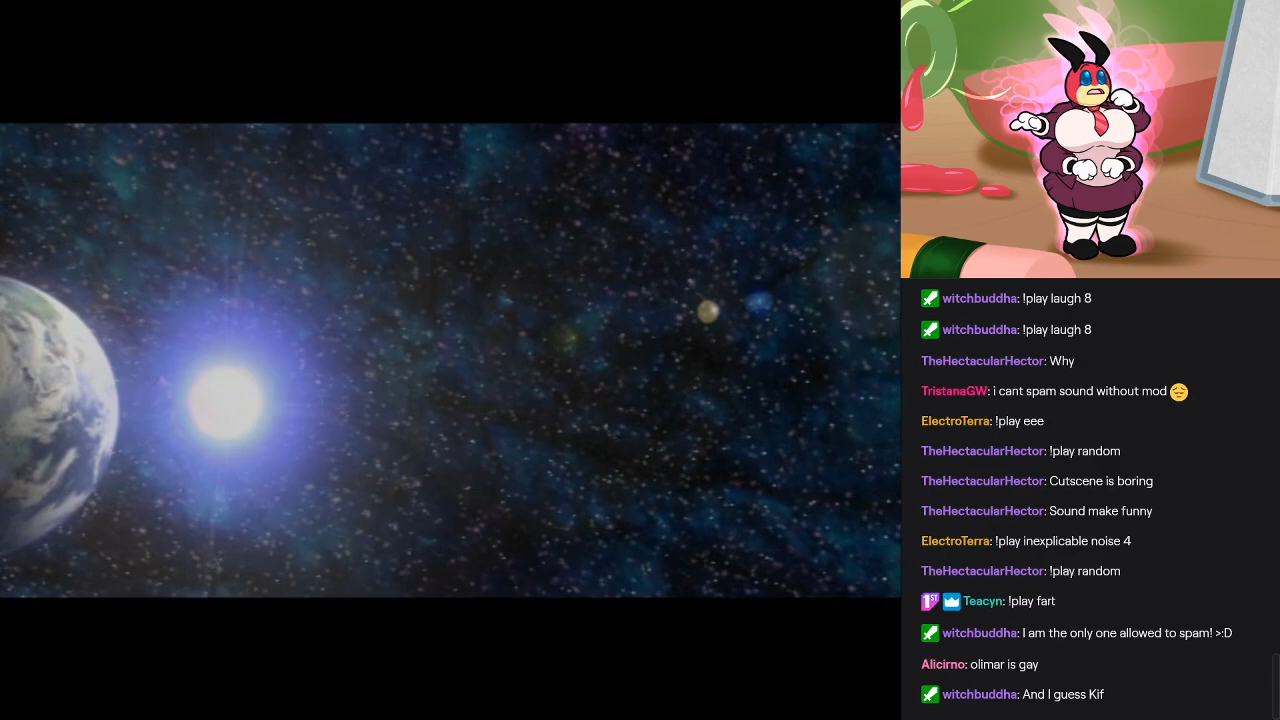 witchbuddha: !play laugh 8
witchbuddha: !play laugh 8
TheHectacularHector: Why
TristanaGW: i cant spam sound without mod 😔
ElectroTerra: !play eee
TheHectacularHector: !play random
TheHectacularHector: Cutscene is boring
TheHectacularHector: Sound make funny
ElectroTerra: !play inexplicable noise 4
TheHectacularHector: !play random
1ST Teacyn: !play fart
witchbuddha: I am the only one allowed to spam! >:D
Alicirno: olimar is gay
witchbuddha: And I guess Kif